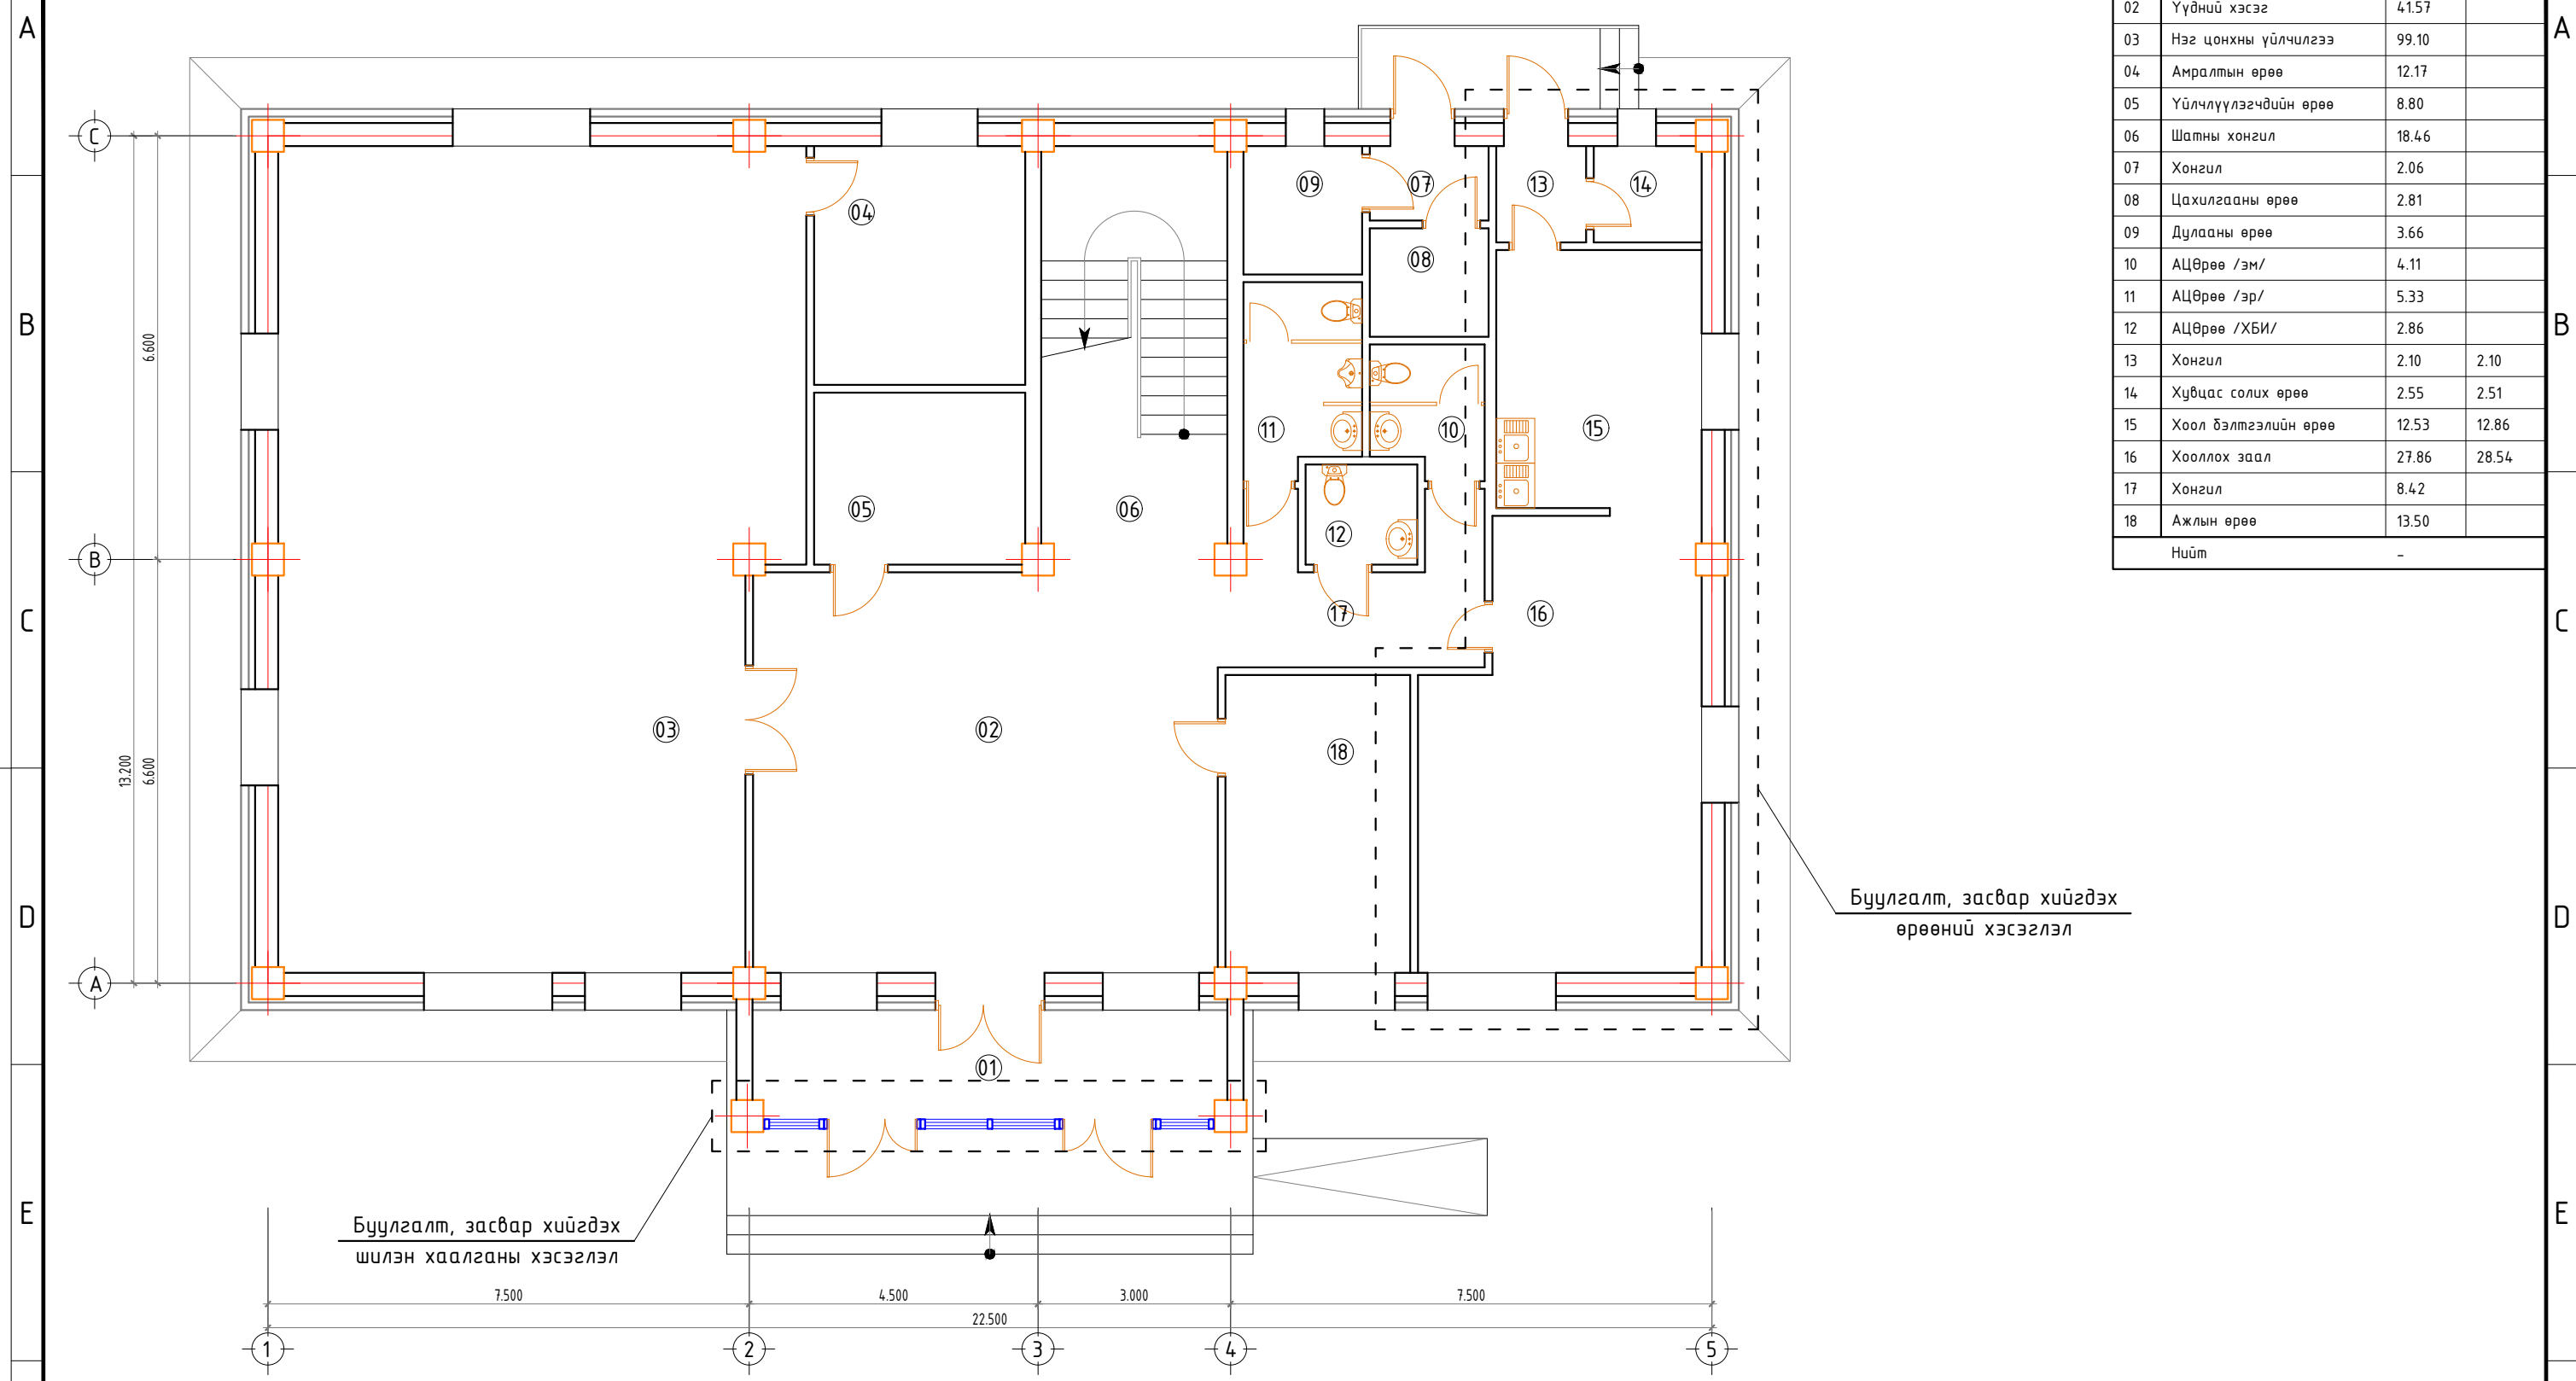 A
B
C
D
E
02 Үүдний хэсэг 41.57
03 Нэг цонхны үйлчилгээ 99.10
04 Амралтын өрөө 12.17
05 Үйлчлүүлэгчдийн өрөө 8.80
06 Шатны хонгил 18.46
07 Хонгил 2.06
08 Цахилгааны өрөө 2.81
09 Дулааны өрөө 3.66
10 АЦӨрөө /эм/ 4.11
11 АЦӨрөө /эр/ 5.33
12 АЦӨрөө /ХБИ/ 2.86
13 Хонгил 2.10 2.10
14 Хувцас солих өрөө 2.55 2.51
15 Хоол бэлтгэлийн өрөө 12.53 12.86
16 Хооллох заал 27.86 28.54
17 Хонгил 8.42
18 Ажлын өрөө 13.50
Нийт -
A
B
C
D
E
C
B
A
6.600
6.600
13.200
09
07
13
14
04
08
11
10
15
05
06
12
17
16
03
02
18
01
Буулгалт, засвар хийгдэх
өрөөний хэсэглэл
Буулгалт, засвар хийгдэх
шилэн хаалганы хэсэглэл
7.500
4.500
3.000
7.500
22.500
1
2
3
4
5